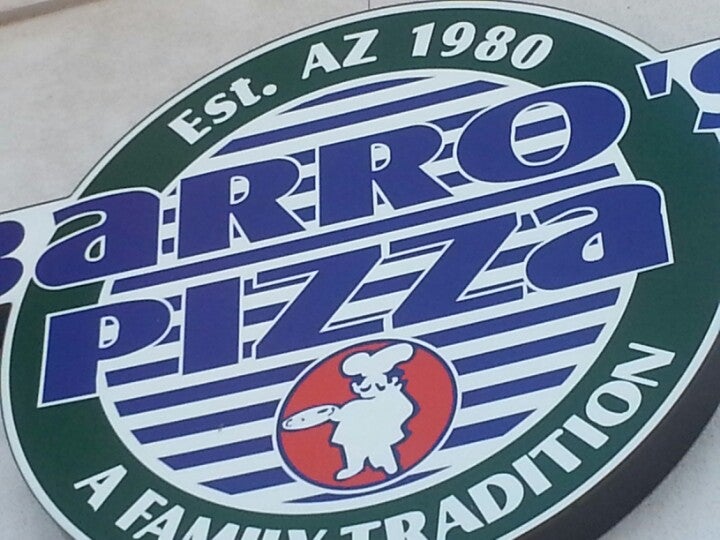 Est. AZ 1980
Barro's
Pizza
A FAMILY TRADITION